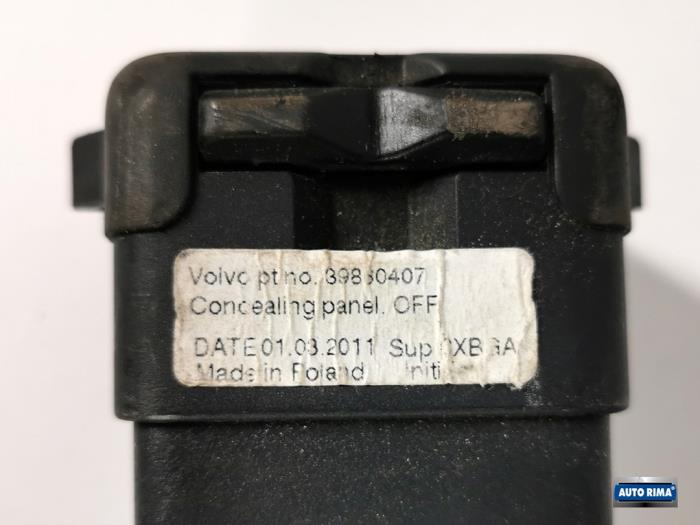 Volvo pt no. 39860407
Concealing panel. OFF
DATE 01.03.2011 Sup
Made in Poland
AUTO RIMA